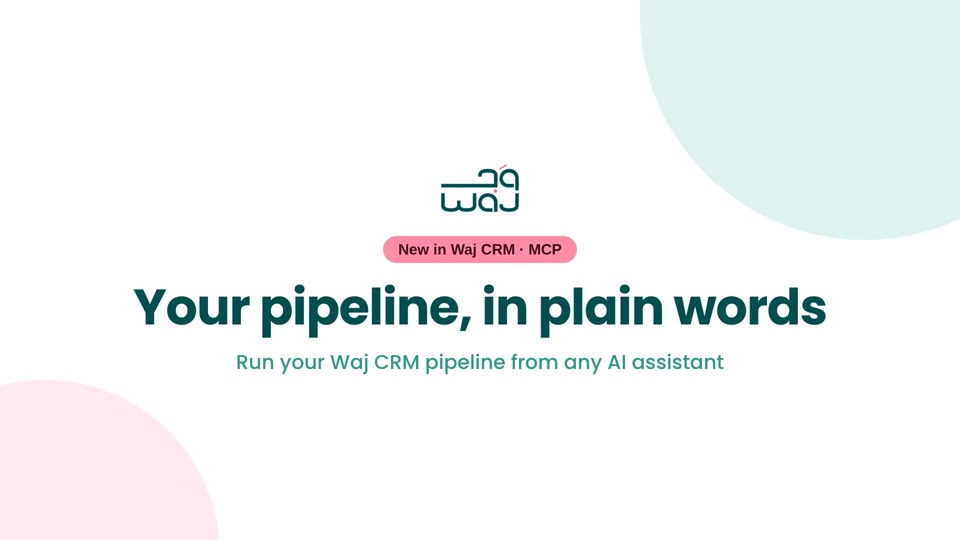 وج
waj
New in Waj CRM · MCP
Your pipeline, in plain words
Run your Waj CRM pipeline from any AI assistant